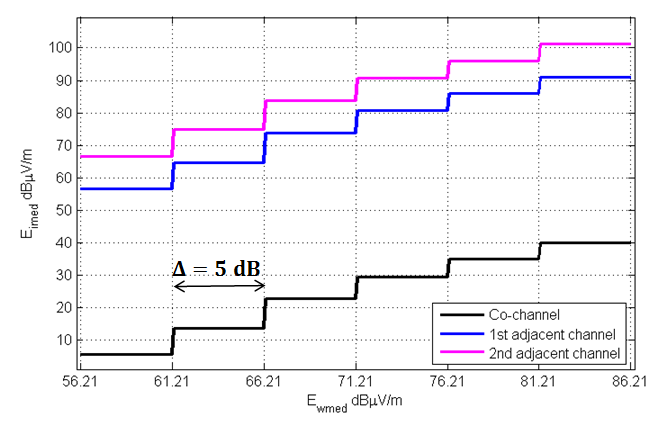 100
90
80
70
60
50
40
30
20
10
E_imed dBµV/m
Δ = 5 dB
Co-channel
1st adjacent channel
2nd adjacent channel
56.21 61.21 66.21 71.21 76.21 81.21 86.21
E_wmed dBµV/m